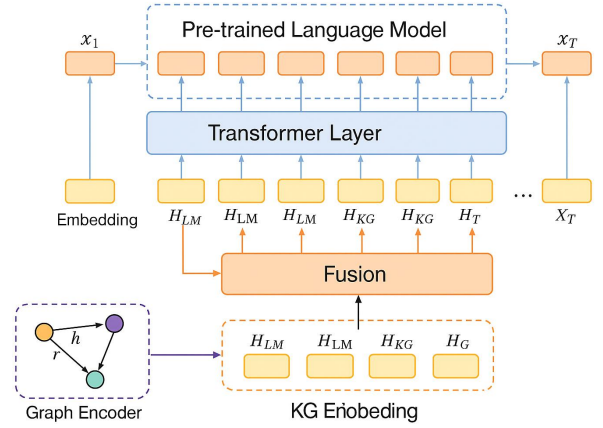 Pre-trained Language Model
x1
xT
Transformer Layer
Embedding
HLM
HLM
HLM
HKG
HKG
HT
...
XT
Fusion
h
r
Graph Encoder
HLM
HLM
HKG
HG
KG Enobeding